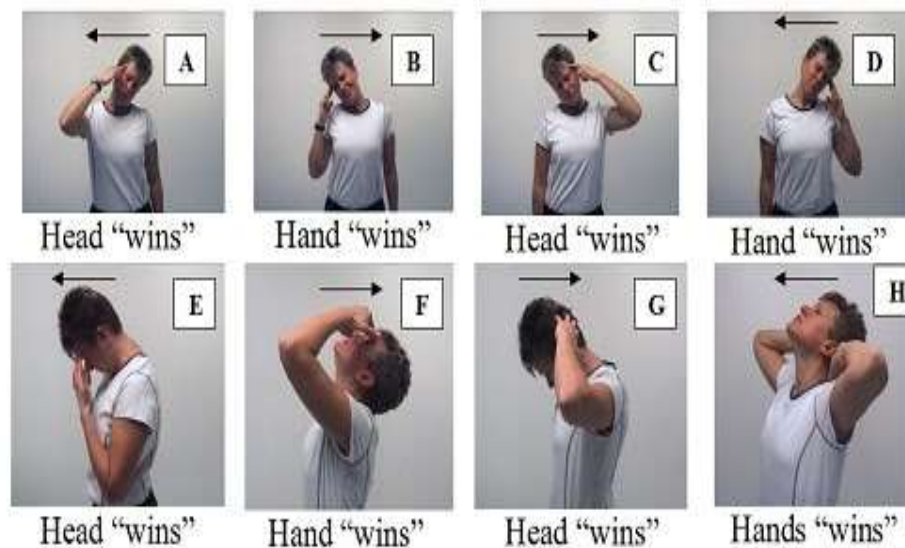 A
B
C
D
Head “wins”
Hand “wins”
Head “wins”
Hand “wins”
E
F
G
H
Head “wins”
Hand “wins”
Head “wins”
Hands “wins”